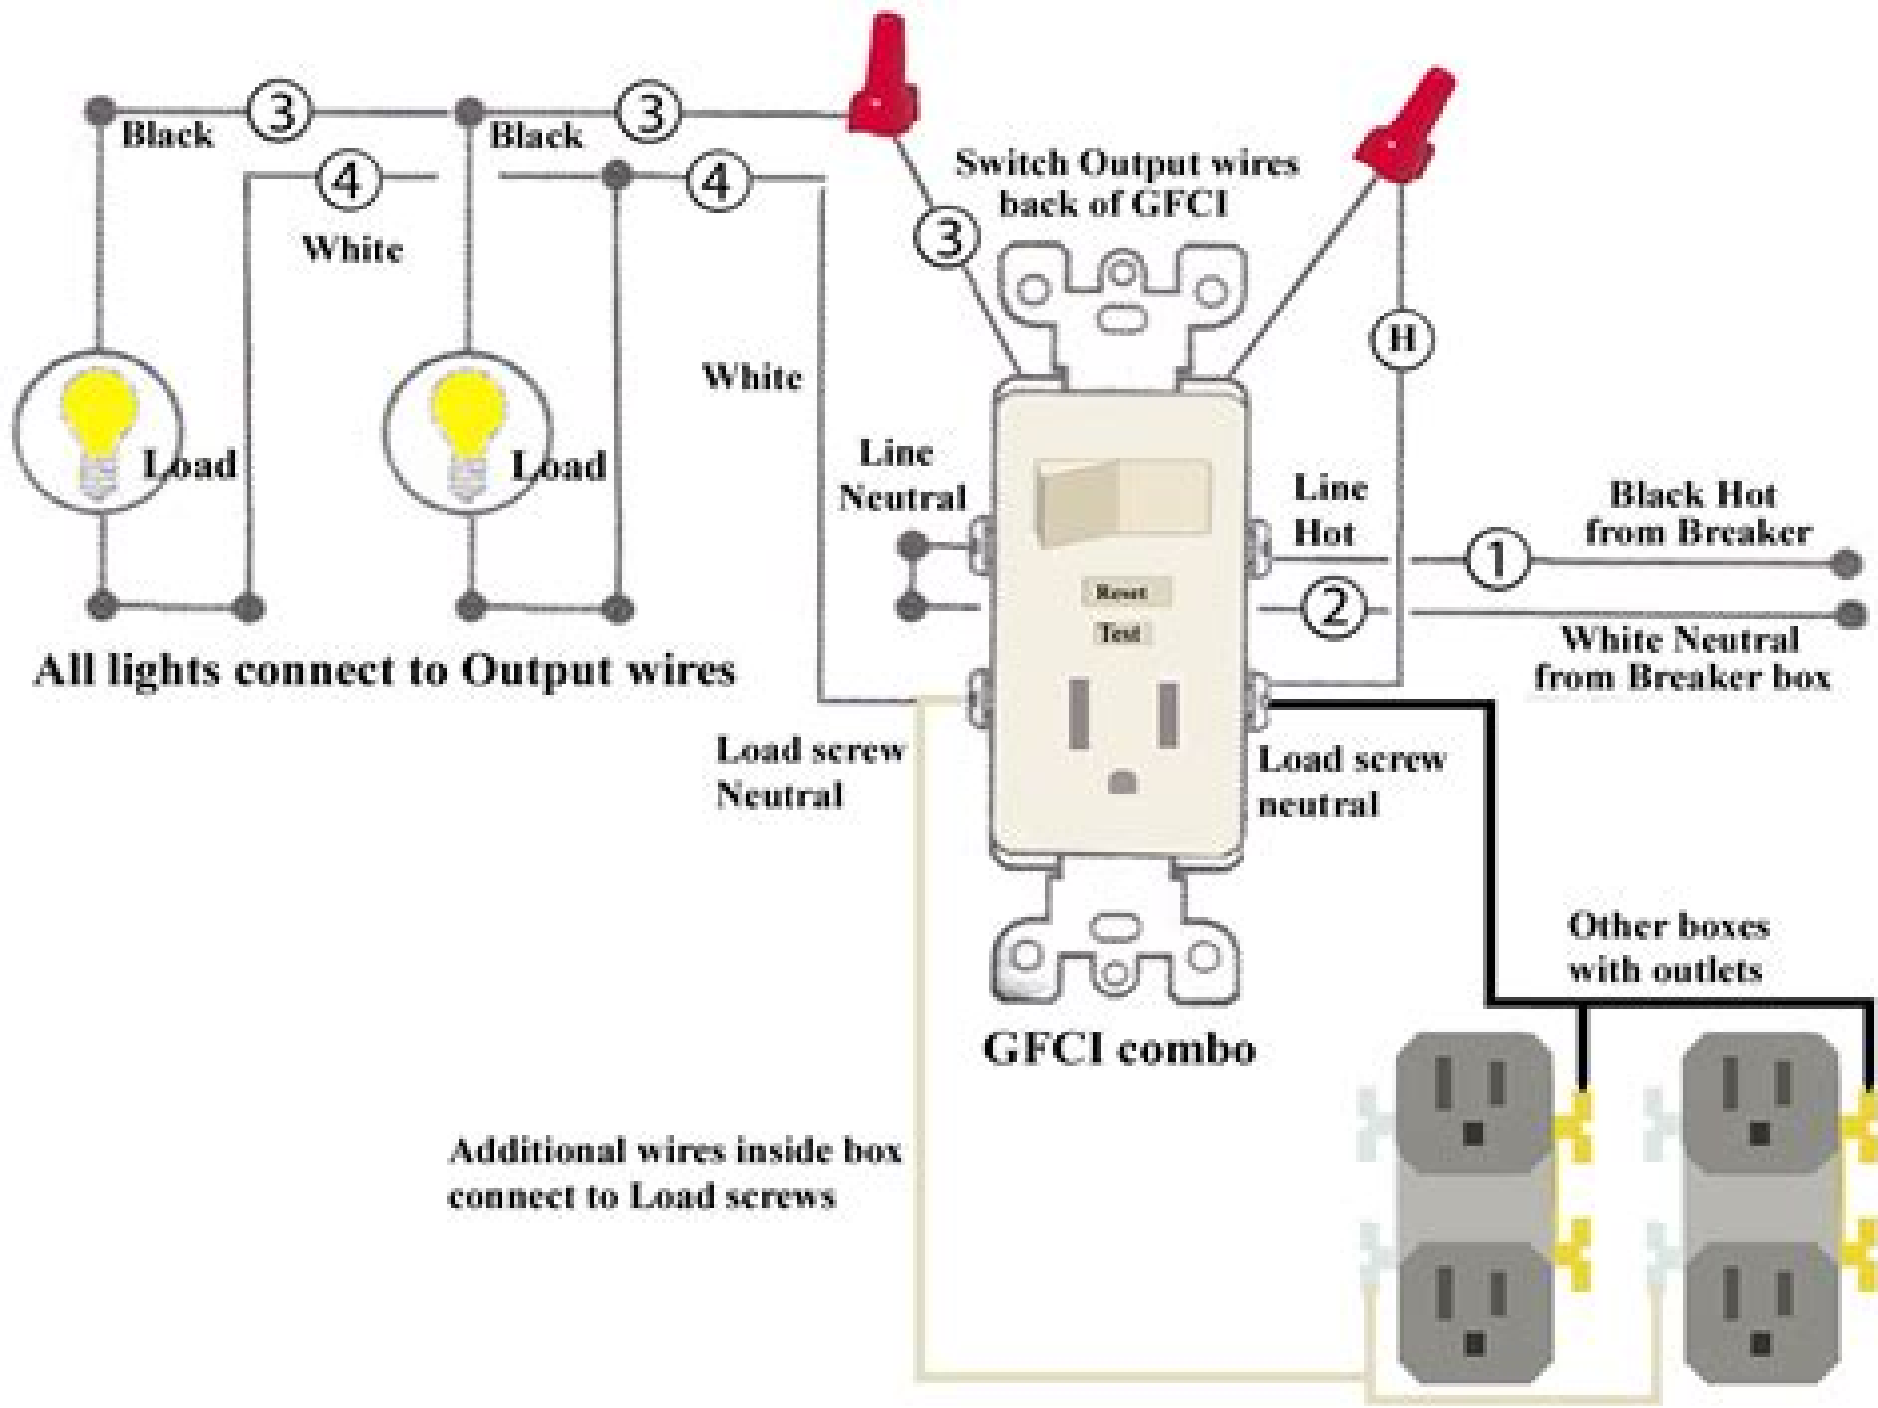 3
3
Black
Black
4
4
White
Switch Output wires
back of GFCI
3
H
White
Load
Load
Line
Neutral
Line
Hot
1
Black Hot
from Breaker
Reset
Test
2
White Neutral
from Breaker box
All lights connect to Output wires
Load screw
Neutral
Load screw
neutral
Other boxes
with outlets
GFCI combo
Additional wires inside box
connect to Load screws